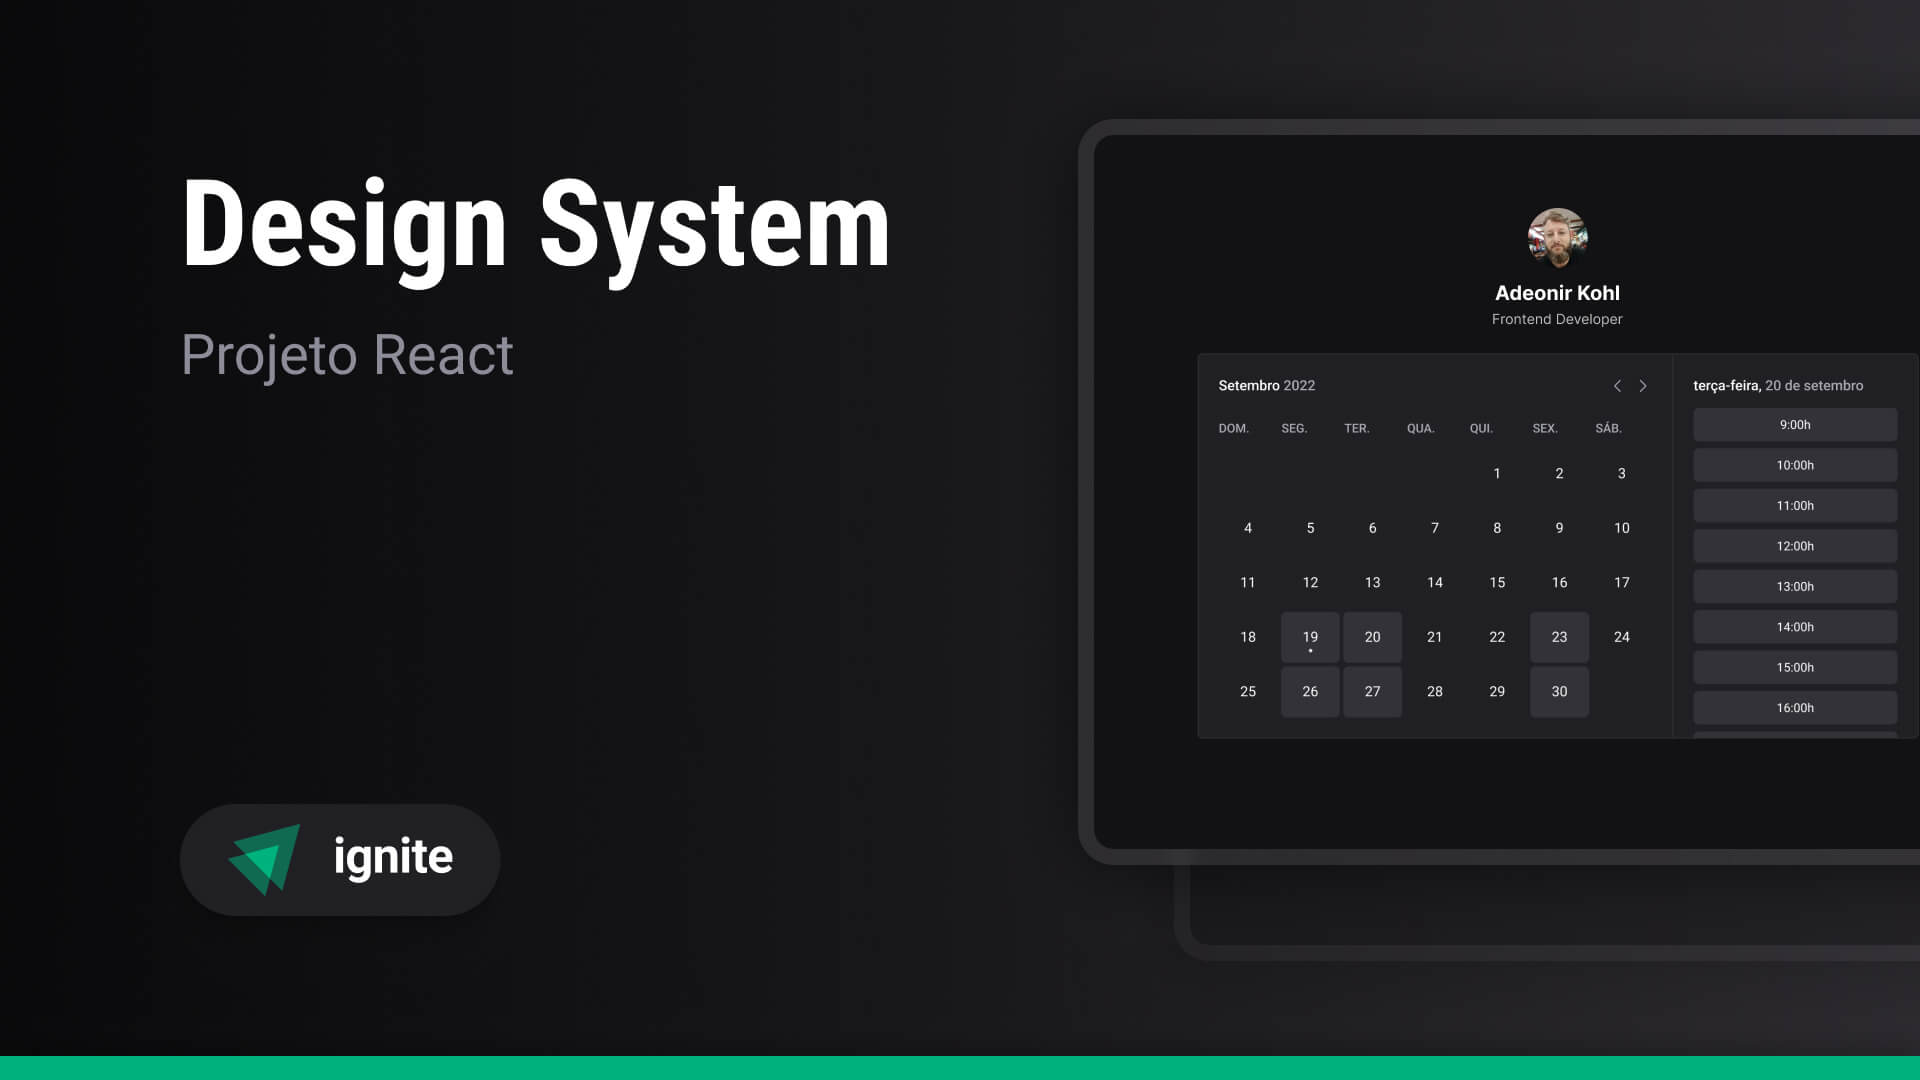 Design System
Projeto React
ignite
Adeonir Kohl
Frontend Developer
Setembro 2022
DOM. SEG. TER. QUA. QUI. SEX. SÁB.
1 2 3
4 5 6 7 8 9 10
11 12 13 14 15 16 17
18 19 20 21 22 23 24
25 26 27 28 29 30
terça-feira, 20 de setembro
9:00h
10:00h
11:00h
12:00h
13:00h
14:00h
15:00h
16:00h